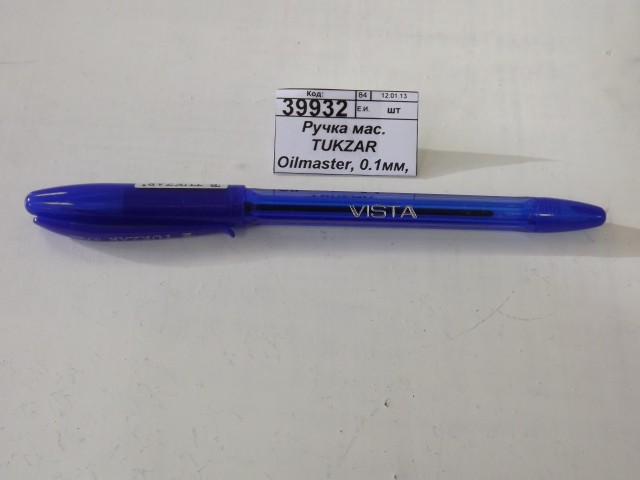 Код: 84 12.01.13
39932 Е.И. шт
Ручка мас.
TUKZAR
Oilmaster, 0.1мм,
VISTA